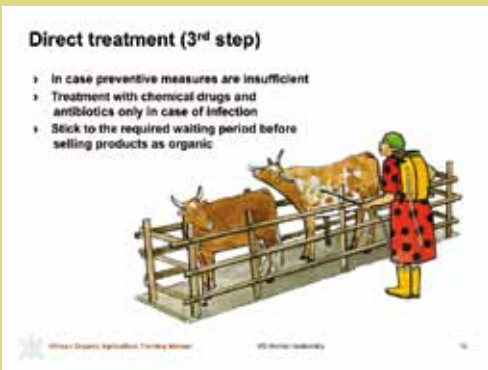 Direct treatment (3rd step)
› In case preventive measures are insufficient
› Treatment with chemical drugs and
antibiotics only in case of infection
› Stick to the required waiting period before
selling products as organic
African Organic Agriculture Training Manual